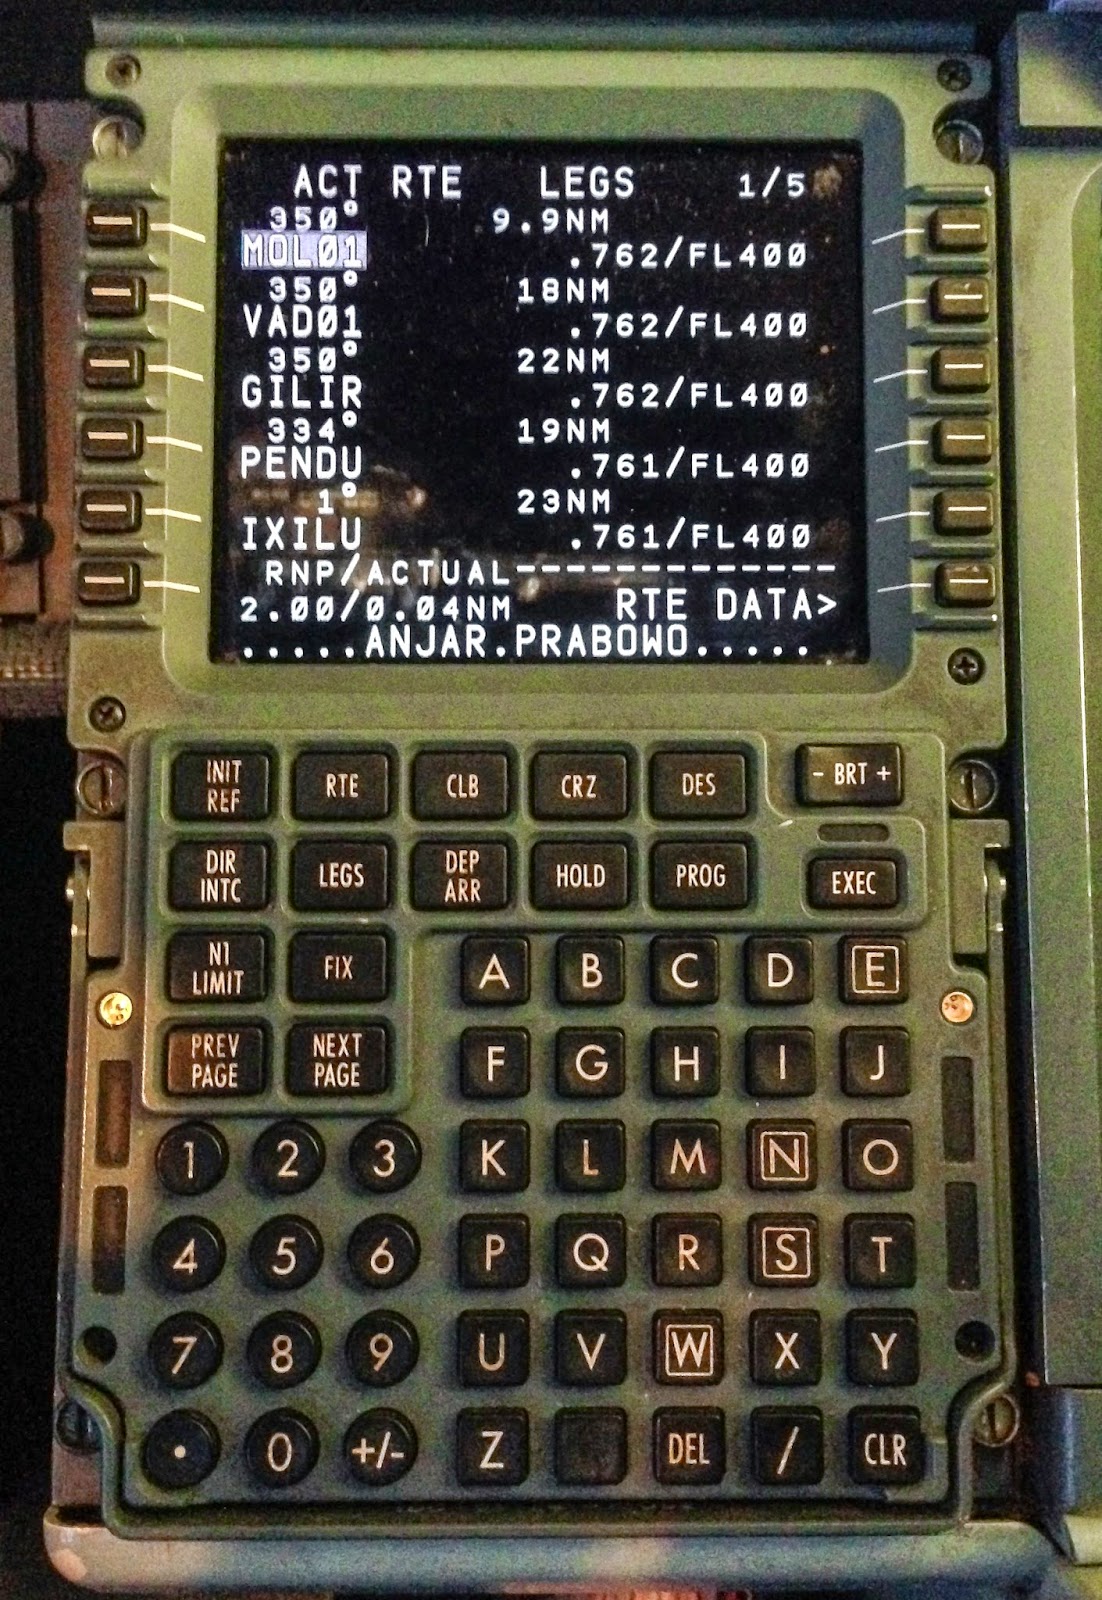 ACT RTE LEGS 1/5
350° 9.9NM
MOL01 .762/FL400
350° 18NM
VAD01 .762/FL400
350° 22NM
GILIR .762/FL400
334° 19NM
PENDU .761/FL400
1° 23NM
IXILU .761/FL400
RNP/ACTUAL-------------
2.00/0.04NM RTE DATA>
.....ANJAR.PRABOWO.....
INIT REF RTE CLB CRZ DES - BRT +
DIR INTC LEGS DEP ARR HOLD PROG EXEC
N1 LIMIT FIX A B C D E
PREV PAGE NEXT PAGE F G H I J
1 2 3 K L M N O
4 5 6 P Q R S T
7 8 9 U V W X Y
. 0 +/- Z DEL / CLR